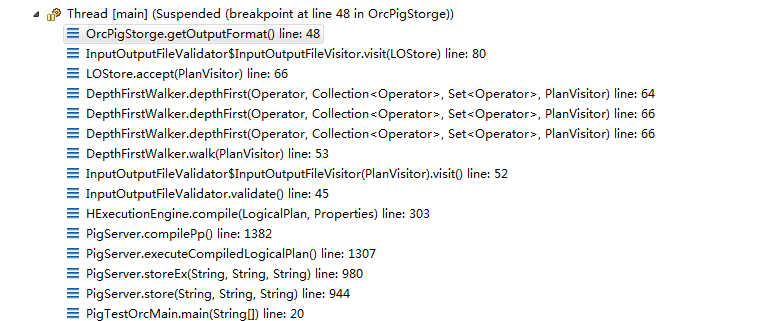 Thread [main] (Suspended (breakpoint at line 48 in OrcPigStorge))
OrcPigStorge.getOutputFormat() line: 48
InputOutputFileValidator$InputOutputFileVisitor.visit(LOStore) line: 80
LOStore.accept(PlanVisitor) line: 66
DepthFirstWalker.depthFirst(Operator, Collection<Operator>, Set<Operator>, PlanVisitor) line: 64
DepthFirstWalker.depthFirst(Operator, Collection<Operator>, Set<Operator>, PlanVisitor) line: 66
DepthFirstWalker.depthFirst(Operator, Collection<Operator>, Set<Operator>, PlanVisitor) line: 66
DepthFirstWalker.walk(PlanVisitor) line: 53
InputOutputFileValidator$InputOutputFileVisitor(PlanVisitor).visit() line: 52
InputOutputFileValidator.validate() line: 45
HExecutionEngine.compile(LogicalPlan, Properties) line: 303
PigServer.compilePp() line: 1382
PigServer.executeCompiledLogicalPlan() line: 1307
PigServer.storeEx(String, String, String) line: 980
PigServer.store(String, String, String) line: 944
PigTestOrcMain.main(String[]) line: 20